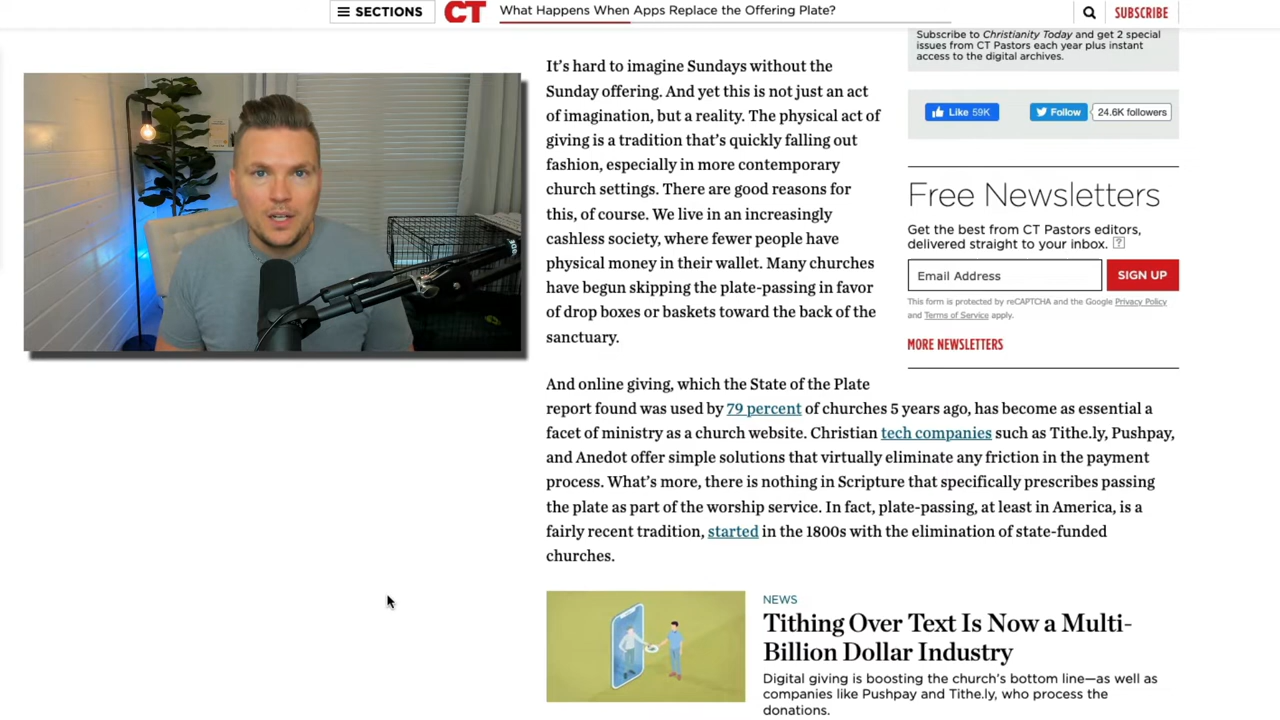 SECTIONS
CT
What Happens When Apps Replace the Offering Plate?
SUBSCRIBE
Subscribe to Christianity Today and get 2 special
issues from CT Pastors each year plus instant
access to the digital archives.
Like 59K
Follow
24.6K followers
Free Newsletters
Get the best from CT Pastors editors,
delivered straight to your inbox. ?
Email Address
SIGN UP
This form is protected by reCAPTCHA and the Google Privacy Policy
and Terms of Service apply.
MORE NEWSLETTERS
It's hard to imagine Sundays without the
Sunday offering. And yet this is not just an act
of imagination, but a reality. The physical act of
giving is a tradition that's quickly falling out
fashion, especially in more contemporary
church settings. There are good reasons for
this, of course. We live in an increasingly
cashless society, where fewer people have
physical money in their wallet. Many churches
have begun skipping the plate-passing in favor
of drop boxes or baskets toward the back of the
sanctuary.
And online giving, which the State of the Plate
report found was used by 79 percent of churches 5 years ago, has become as essential a
facet of ministry as a church website. Christian tech companies such as Tithe.ly, Pushpay,
and Anedot offer simple solutions that virtually eliminate any friction in the payment
process. What's more, there is nothing in Scripture that specifically prescribes passing
the plate as part of the worship service. In fact, plate-passing, at least in America, is a
fairly recent tradition, started in the 1800s with the elimination of state-funded
churches.
NEWS
Tithing Over Text Is Now a Multi-
Billion Dollar Industry
Digital giving is boosting the church's bottom line—as well as
companies like Pushpay and Tithe.ly, who process the
donations.